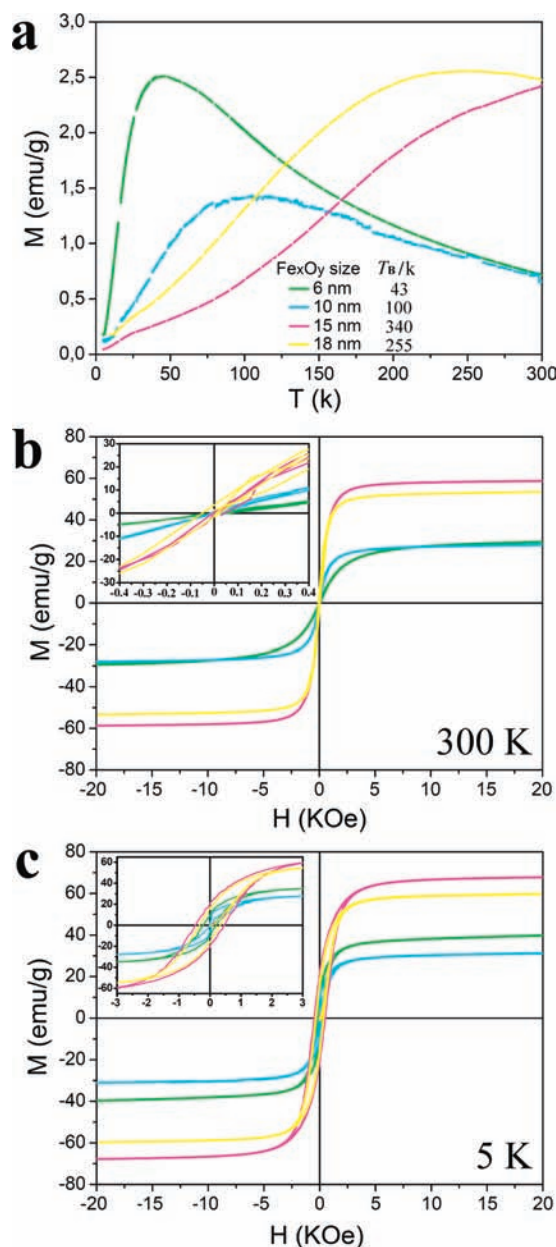 a
M (emu/g)
3,0
2,5
2,0
1,5
1,0
0,5
0,0
FexOy size TB/k
6 nm 43
10 nm 100
15 nm 340
18 nm 255
0 50 100 150 200 250 300
T (k)
b
M (emu/g)
80
60
40
20
0
-20
-40
-60
-80
30
20
10
0
-10
-20
-30
-0.4 -0.3 -0.2 -0.1 0 0.1 0.2 0.3 0.4
300 K
-20 -15 -10 -5 0 5 10 15 20
H (KOe)
c
M (emu/g)
80
60
40
20
0
-20
-40
-60
-80
60
40
20
0
-20
-40
-60
-3 -2 -1 0 1 2 3
5 K
-20 -15 -10 -5 0 5 10 15 20
H (KOe)